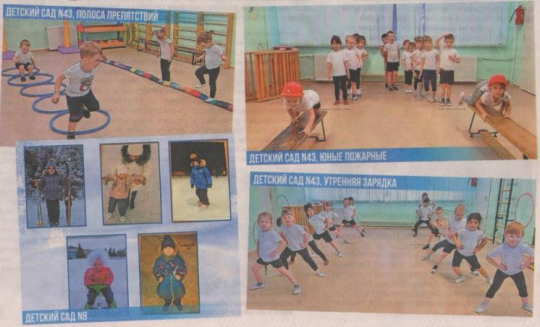 ДЕТСКИЙ САД №43. ПОЛОСА ПРЕПЯТСТВИЙ
ДЕТСКИЙ САД №43. ЮНЫЕ ПОЖАРНЫЕ
ДЕТСКИЙ САД №43. УТРЕННЯЯ ЗАРЯДКА
ДЕТСКИЙ САД №8